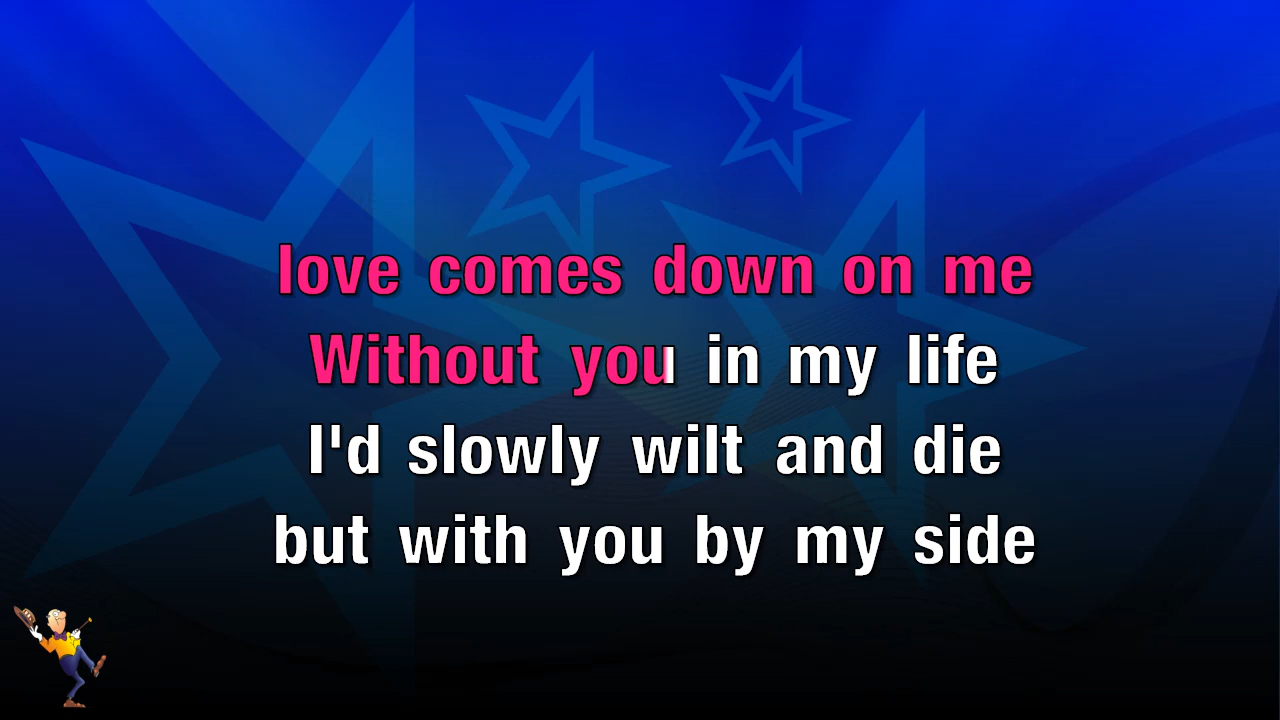 love comes down on me
Without you in my life
I'd slowly wilt and die
but with you by my side